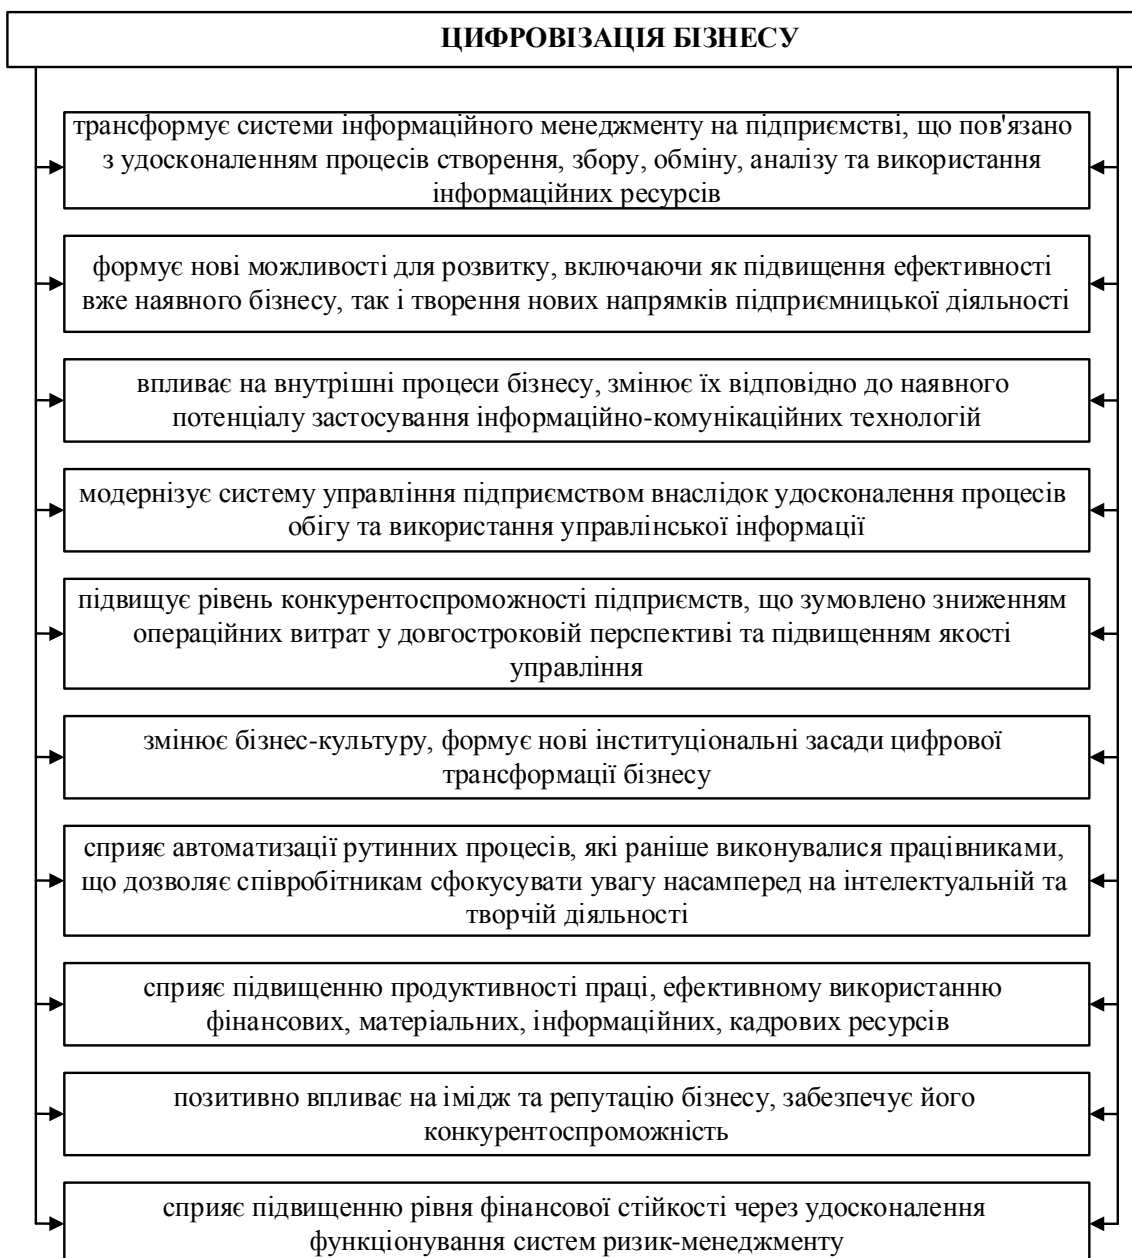 ЦИФРОВІЗАЦІЯ БІЗНЕСУ
трансформує системи інформаційного менеджменту на підприємстві, що пов'язано
з удосконаленням процесів створення, збору, обміну, аналізу та використання
інформаційних ресурсів
формує нові можливості для розвитку, включаючи як підвищення ефективності
вже наявного бізнесу, так і творення нових напрямків підприємницької діяльності
впливає на внутрішні процеси бізнесу, змінює їх відповідно до наявного
потенціалу застосування інформаційно-комунікаційних технологій
модернізує систему управління підприємством внаслідок удосконалення процесів
обігу та використання управлінської інформації
підвищує рівень конкурентоспроможності підприємств, що зумовлено зниженням
операційних витрат у довгостроковій перспективі та підвищенням якості
управління
змінює бізнес-культуру, формує нові інституціональні засади цифрової
трансформації бізнесу
сприяє автоматизації рутинних процесів, які раніше виконувалися працівниками,
що дозволяє співробітникам сфокусувати увагу насамперед на інтелектуальній та
творчій діяльності
сприяє підвищенню продуктивності праці, ефективному використанню
фінансових, матеріальних, інформаційних, кадрових ресурсів
позитивно впливає на імідж та репутацію бізнесу, забезпечує його
конкурентоспроможність
сприяє підвищенню рівня фінансової стійкості через удосконалення
функціонування систем ризик-менеджменту